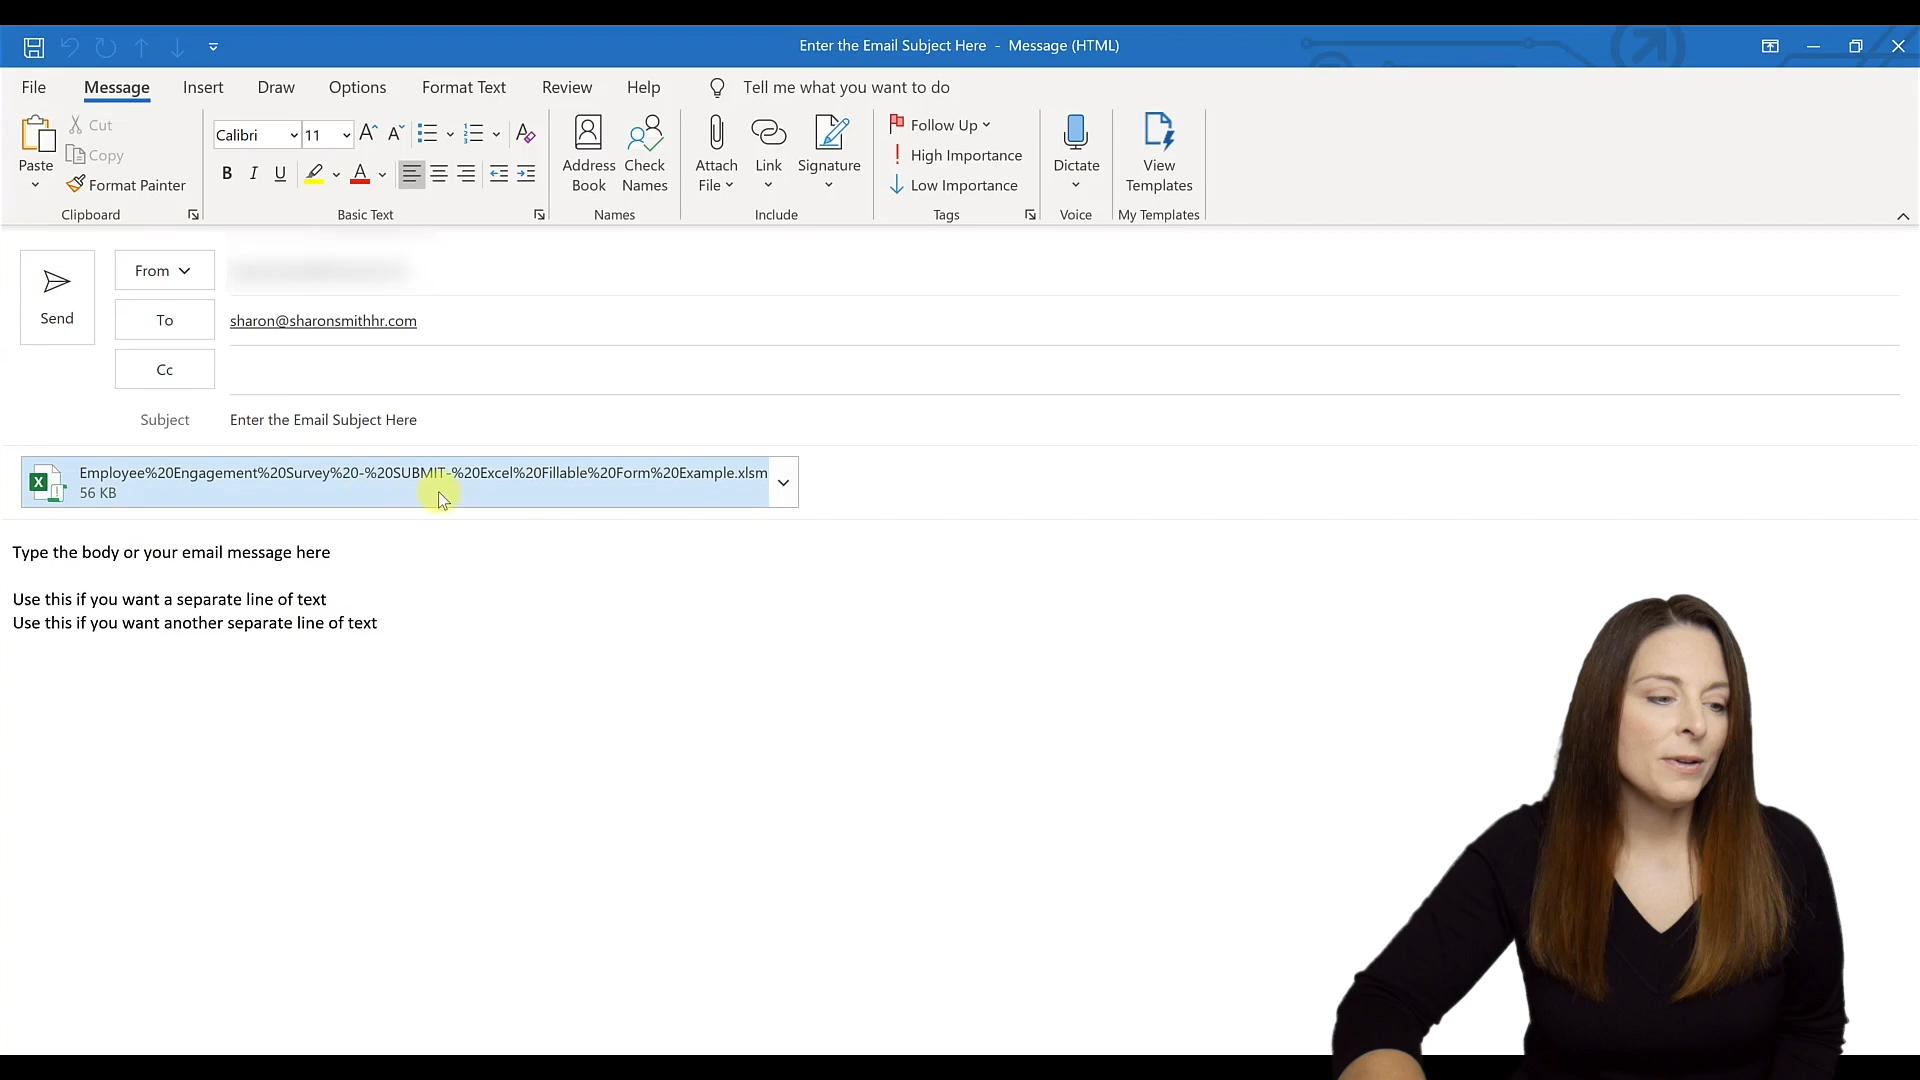 Enter the Email Subject Here - Message (HTML)
File Message Insert Draw Options Format Text Review Help Tell me what you want to do
Paste
Cut
Copy
Format Painter
Clipboard
Calibri 11
B I U
Basic Text
Address Book
Check Names
Names
Attach File
Link
Signature
Include
Follow Up
High Importance
Low Importance
Tags
Dictate
Voice
View Templates
My Templates
Send
From
To sharon@sharonsmithhr.com
Cc
Subject Enter the Email Subject Here
Employee%20Engagement%20Survey%20-%20SUBMIT-%20Excel%20Fillable%20Form%20Example.xlsm
56 KB
Type the body or your email message here
Use this if you want a separate line of text
Use this if you want another separate line of text